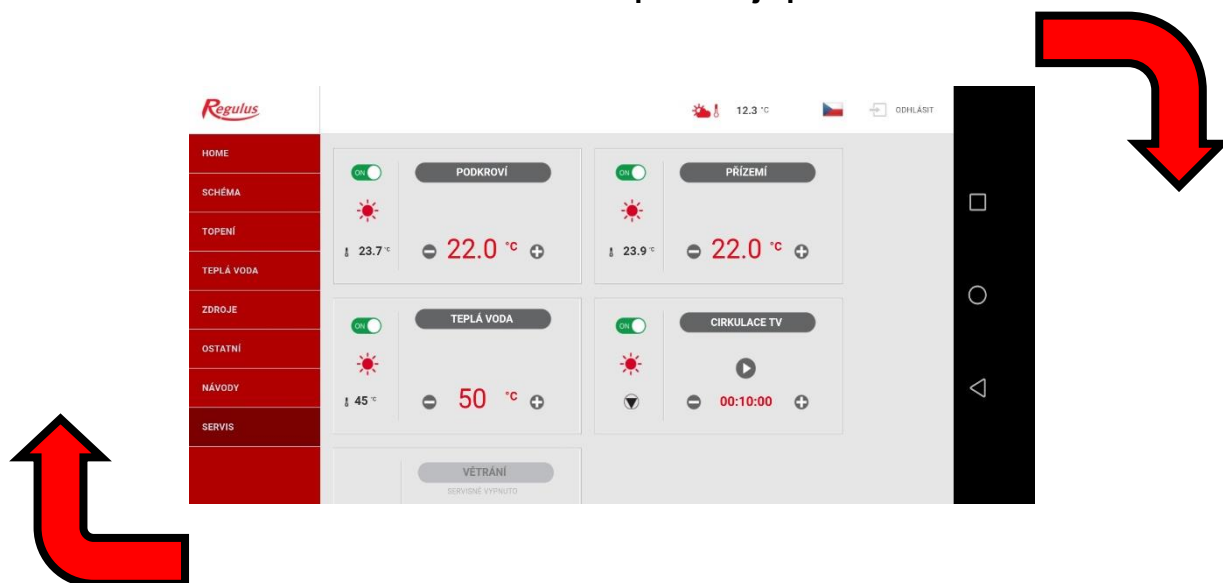 Regulus
12.3 °C
ODHLÁSIT
HOME
SCHÉMA
TOPENÍ
TEPLÁ VODA
ZDROJE
OSTATNÍ
NÁVODY
SERVIS
ON
PODKROVÍ
23.7 °C
22.0 °C
ON
PŘÍZEMÍ
23.9 °C
22.0 °C
ON
TEPLÁ VODA
45 °C
50 °C
ON
CIRKULACE TV
00:10:00
VĚTRÁNÍ
SERVISNĚ VYPNUTO